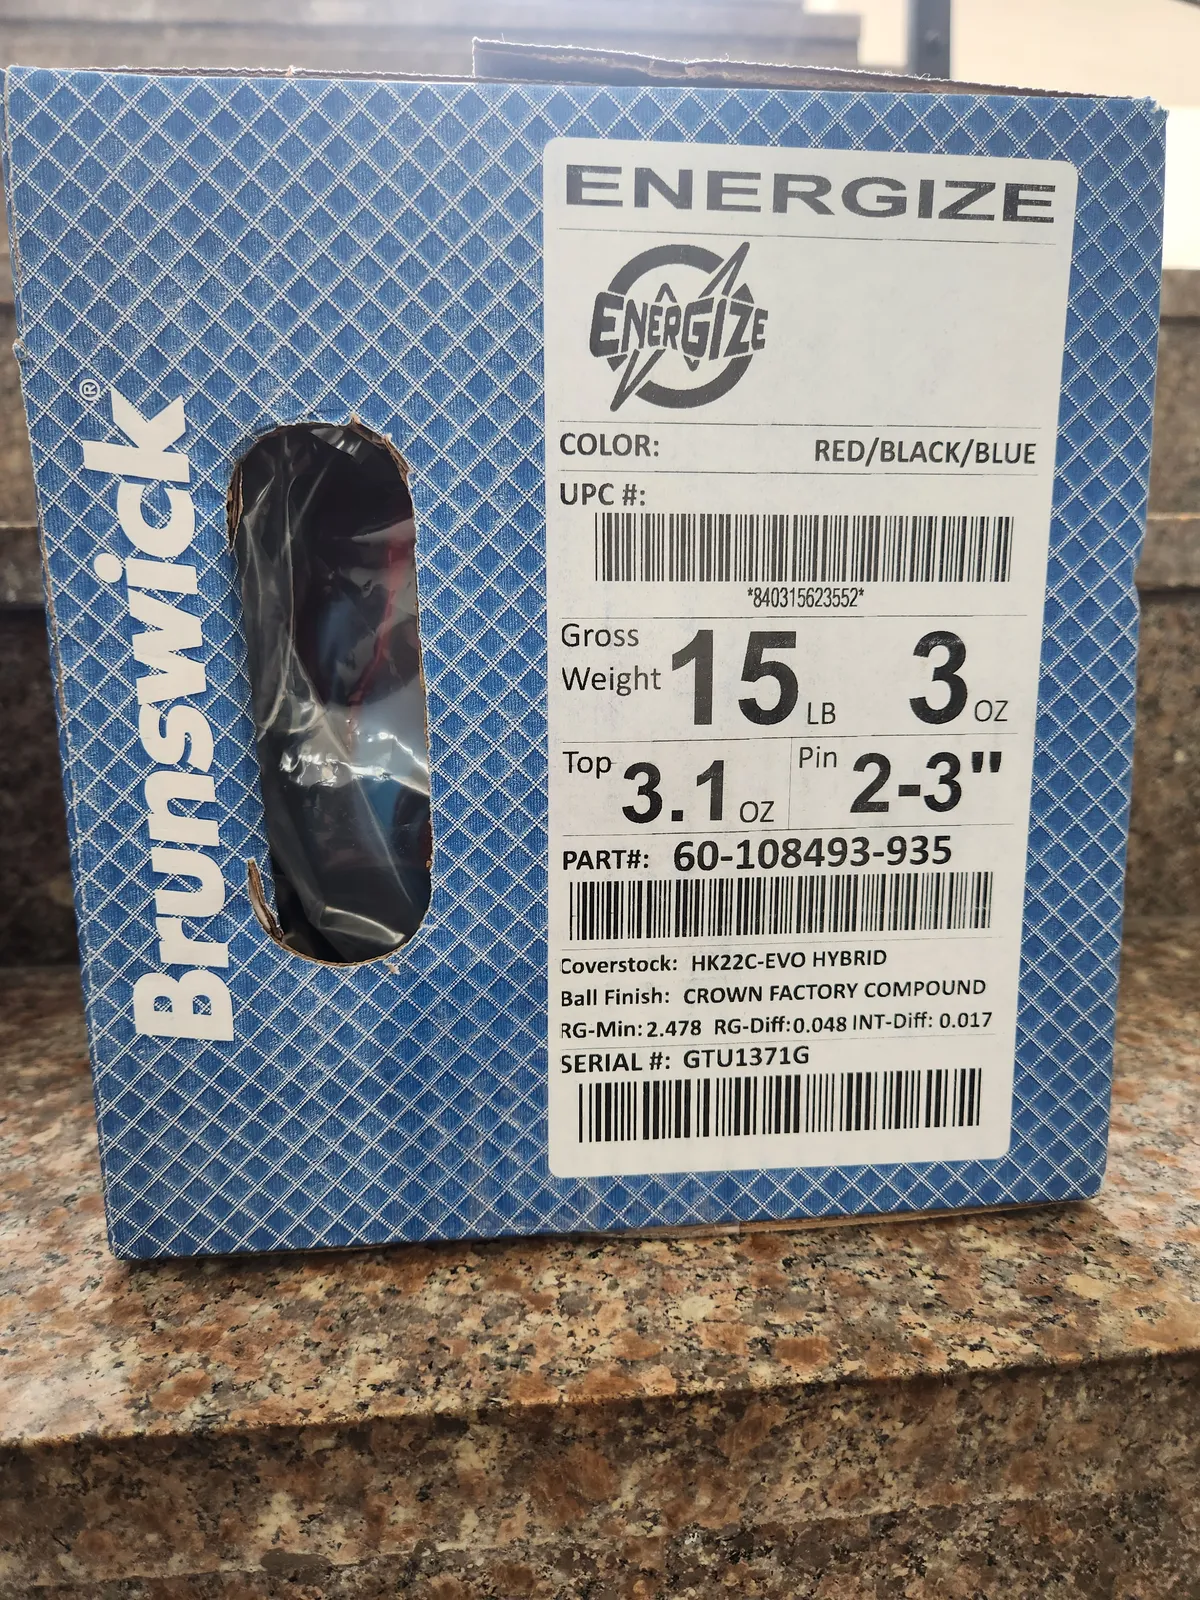 Brunswick®
ENERGIZE
ENERGIZE
COLOR: RED/BLACK/BLUE
UPC #:
*840315623552*
Gross Weight 15 LB 3 OZ
Top 3.1 OZ Pin 2-3"
PART#: 60-108493-935
Coverstock: HK22C-EVO HYBRID
Ball Finish: CROWN FACTORY COMPOUND
RG-Min: 2.478 RG-Diff: 0.048 INT-Diff: 0.017
SERIAL #: GTU1371G